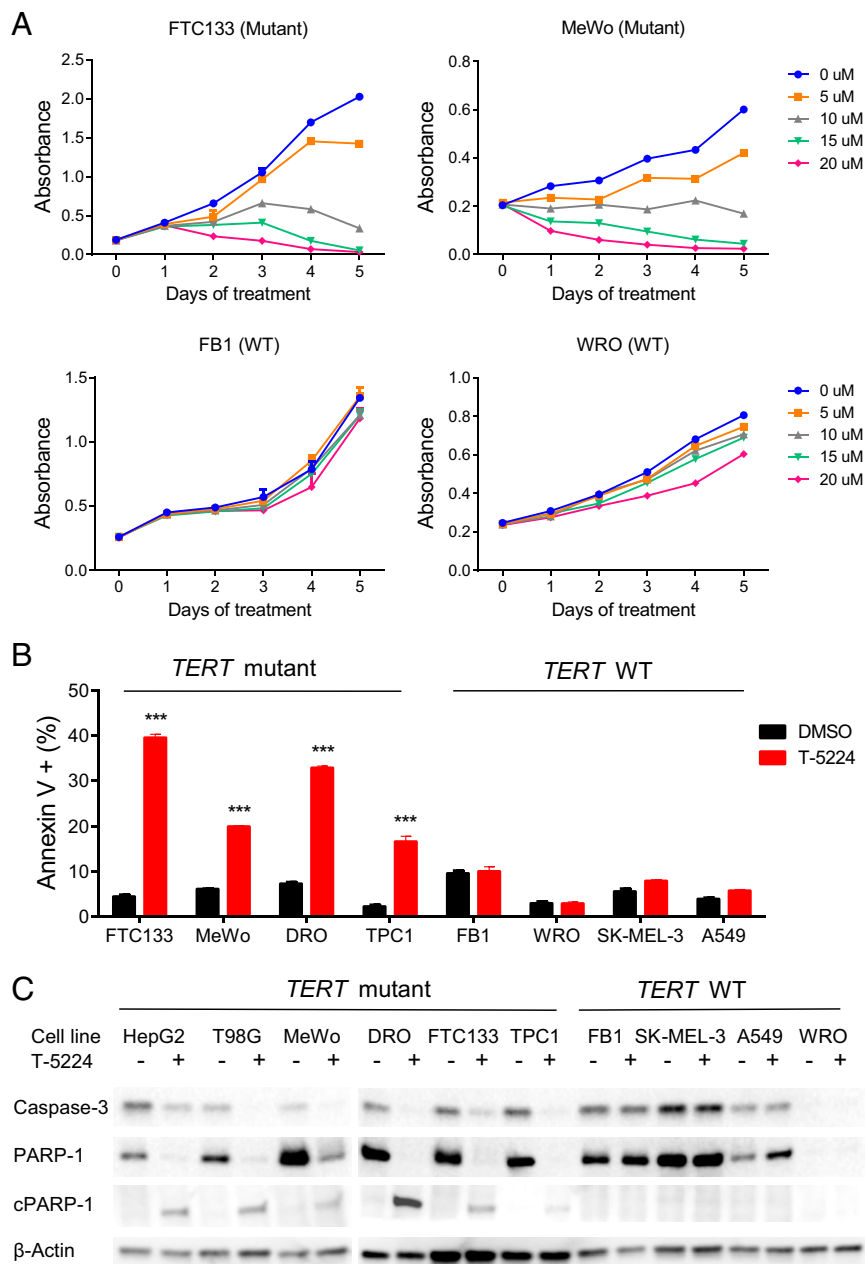 A
FTC133 (Mutant)
MeWo (Mutant)
2.5
2.0
1.5
1.0
0.5
0.0
Absorbance
0 1 2 3 4 5
Days of treatment
0.8
0.6
0.4
0.2
0.0
Absorbance
0 1 2 3 4 5
Days of treatment
0 uM
5 uM
10 uM
15 uM
20 uM
FB1 (WT)
WRO (WT)
1.5
1.0
0.5
0.0
Absorbance
0 1 2 3 4 5
Days of treatment
1.0
0.8
0.6
0.4
0.2
0.0
Absorbance
0 1 2 3 4 5
Days of treatment
0 uM
5 uM
10 uM
15 uM
20 uM
B
TERT mutant TERT WT
50
40
30
20
10
0
Annexin V + (%)
*** *** *** ***
DMSO
T-5224
FTC133 MeWo DRO TPC1 FB1 WRO SK-MEL-3 A549
C
TERT mutant TERT WT
Cell line HepG2 T98G MeWo DRO FTC133 TPC1 FB1 SK-MEL-3 A549 WRO
T-5224 - + - + - + - + - + - + - + - + - + - +
Caspase-3
PARP-1
cPARP-1
β-Actin